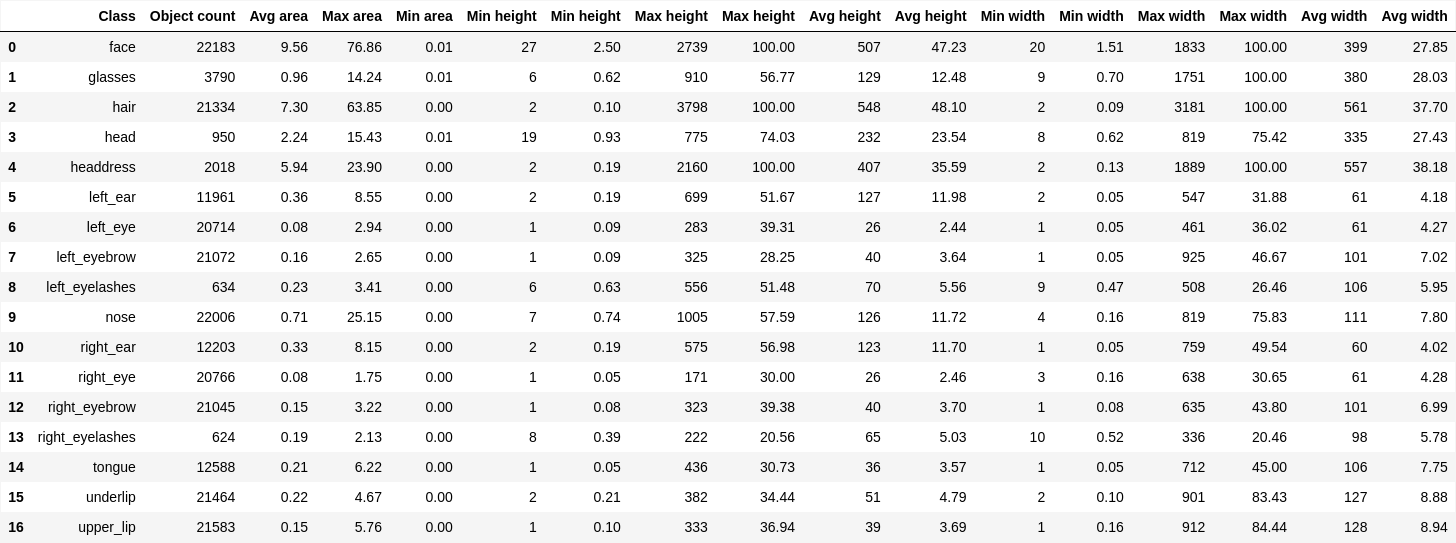 Class Object count Avg area Max area Min area Min height Min height Max height Max height Avg height Avg height Min width Min width Max width Max width Avg width Avg width
0 face 22183 9.56 76.86 0.01 27 2.50 2739 100.00 507 47.23 20 1.51 1833 100.00 399 27.85
1 glasses 3790 0.96 14.24 0.01 6 0.62 910 56.77 129 12.48 9 0.70 1751 100.00 380 28.03
2 hair 21334 7.30 63.85 0.00 2 0.10 3798 100.00 548 48.10 2 0.09 3181 100.00 561 37.70
3 head 950 2.24 15.43 0.01 19 0.93 775 74.03 232 23.54 8 0.62 819 75.42 335 27.43
4 headdress 2018 5.94 23.90 0.00 2 0.19 2160 100.00 407 35.59 2 0.13 1889 100.00 557 38.18
5 left_ear 11961 0.36 8.55 0.00 2 0.19 699 51.67 127 11.98 2 0.05 547 31.88 61 4.18
6 left_eye 20714 0.08 2.94 0.00 1 0.09 283 39.31 26 2.44 1 0.05 461 36.02 61 4.27
7 left_eyebrow 21072 0.16 2.65 0.00 1 0.09 325 28.25 40 3.64 1 0.05 925 46.67 101 7.02
8 left_eyelashes 634 0.23 3.41 0.00 6 0.63 556 51.48 70 5.56 9 0.47 508 26.46 106 5.95
9 nose 22006 0.71 25.15 0.00 7 0.74 1005 57.59 126 11.72 4 0.16 819 75.83 111 7.80
10 right_ear 12203 0.33 8.15 0.00 2 0.19 575 56.98 123 11.70 1 0.05 759 49.54 60 4.02
11 right_eye 20766 0.08 1.75 0.00 1 0.05 171 30.00 26 2.46 3 0.16 638 30.65 61 4.28
12 right_eyebrow 21045 0.15 3.22 0.00 1 0.08 323 39.38 40 3.70 1 0.08 635 43.80 101 6.99
13 right_eyelashes 624 0.19 2.13 0.00 8 0.39 222 20.56 65 5.03 10 0.52 336 20.46 98 5.78
14 tongue 12588 0.21 6.22 0.00 1 0.05 436 30.73 36 3.57 1 0.05 712 45.00 106 7.75
15 underlip 21464 0.22 4.67 0.00 2 0.21 382 34.44 51 4.79 2 0.10 901 83.43 127 8.88
16 upper_lip 21583 0.15 5.76 0.00 1 0.10 333 36.94 39 3.69 1 0.16 912 84.44 128 8.94